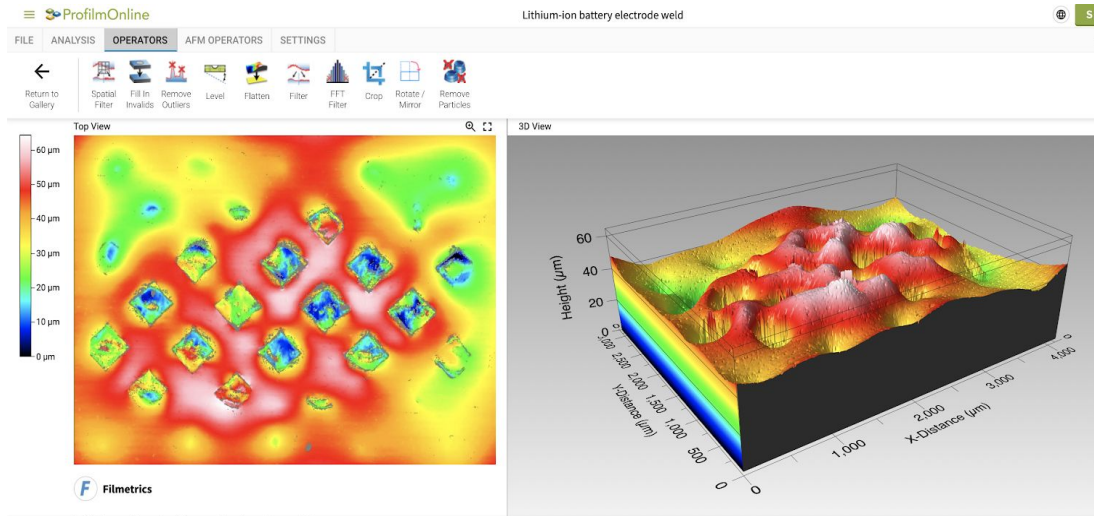 ProfilmOnline
Lithium-ion battery electrode weld
S
FILE ANALYSIS OPERATORS AFM OPERATORS SETTINGS
Return to Gallery
Spatial Filter
Fill In Invalids
Remove Outliers
Level
Flatten
Filter
FFT Filter
Crop
Rotate / Mirror
Remove Particles
Top View
3D View
60 µm
50 µm
40 µm
30 µm
20 µm
10 µm
0 µm
F Filmetrics
60
40
20
0
Height (µm)
0
3,000
2,500
2,000
1,500
1,000
500
0
Y-Distance (µm)
0
1,000
2,000
3,000
4,000
0
X-Distance (µm)